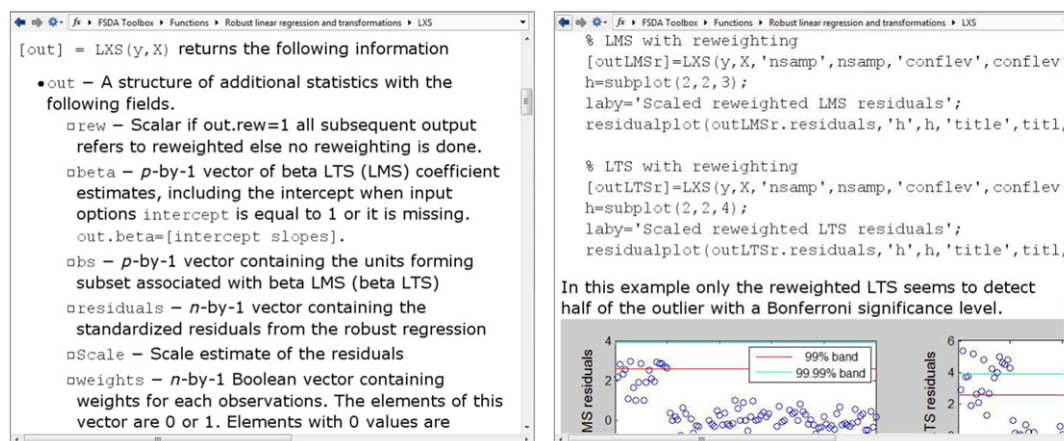 fx ▸ FSDA Toolbox ▸ Functions ▸ Robust linear regression and transformations ▸ LXS
[out] = LXS(y,X) returns the following information
•out – A structure of additional statistics with the
following fields.
▫rew – Scalar if out.rew=1 all subsequent output
refers to reweighted else no reweighting is done.
▫beta – p-by-1 vector of beta LTS (LMS) coefficient
estimates, including the intercept when input
options intercept is equal to 1 or it is missing.
out.beta=[intercept slopes].
▫bs – p-by-1 vector containing the units forming
subset associated with beta LMS (beta LTS)
▫residuals – n-by-1 vector containing the
standardized residuals from the robust regression
▫Scale – Scale estimate of the residuals
▫weights – n-by-1 Boolean vector containing
weights for each observations. The elements of this
vector are 0 or 1. Elements with 0 values are
fx ▸ FSDA Toolbox ▸ Functions ▸ Robust linear regression and transformations ▸ LXS
% LMS with reweighting
[outLMSr]=LXS(y,X,'nsamp',nsamp,'conflev',conflev
h=subplot(2,2,3);
laby='Scaled reweighted LMS residuals';
residualplot(outLMSr.residuals,'h',h,'title',titl,
% LTS with reweighting
[outLTSr]=LXS(y,X,'nsamp',nsamp,'conflev',conflev
h=subplot(2,2,4);
laby='Scaled reweighted LTS residuals';
residualplot(outLTSr.residuals,'h',h,'title',titl,
In this example only the reweighted LTS seems to detect
half of the outlier with a Bonferroni significance level.
MS residuals
4
2
0
99% band
99.99% band
TS residuals
6
4
2